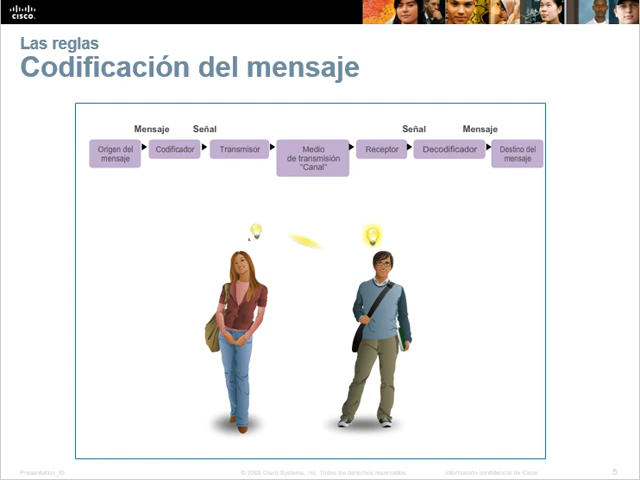 CISCO.
Las reglas
Codificación del mensaje
Mensaje Señal Señal Mensaje
Origen del
mensaje
Codificador
Transmisor
Medio
de transmisión
"Canal"
Receptor
Decodificador
Destino del
mensaje
Presentation_ID
© 2008 Cisco Systems, Inc. Todos los derechos reservados.
Información confidencial de Cisco
5